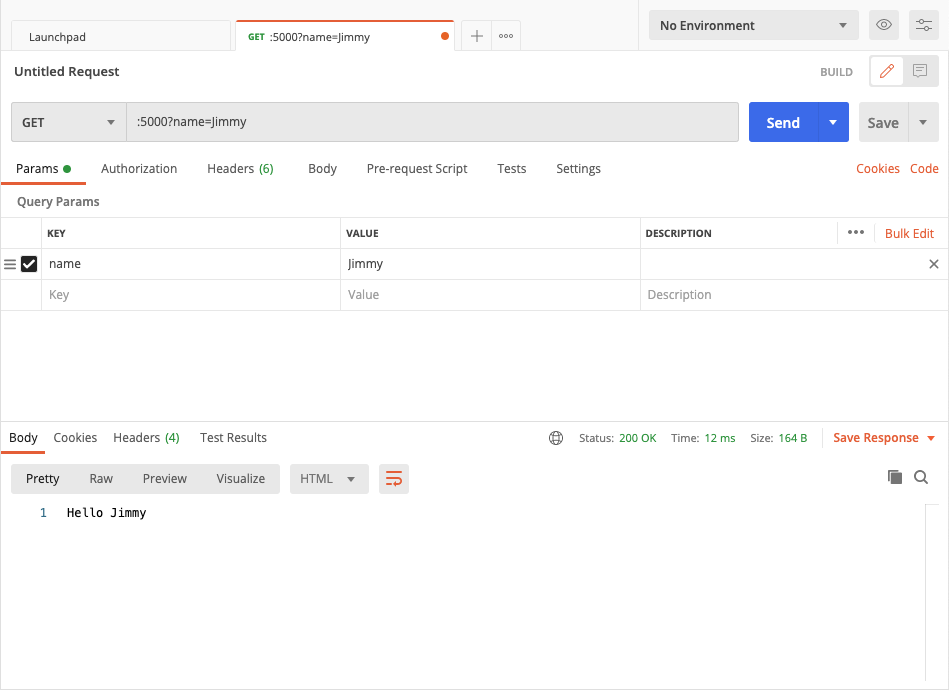 Launchpad GET :5000?name=Jimmy No Environment
Untitled Request BUILD
GET :5000?name=Jimmy Send Save
Params Authorization Headers (6) Body Pre-request Script Tests Settings Cookies Code
Query Params
KEY VALUE DESCRIPTION Bulk Edit
name Jimmy
Key Value Description
Body Cookies Headers (4) Test Results Status: 200 OK Time: 12 ms Size: 164 B Save Response
Pretty Raw Preview Visualize HTML
1 Hello Jimmy